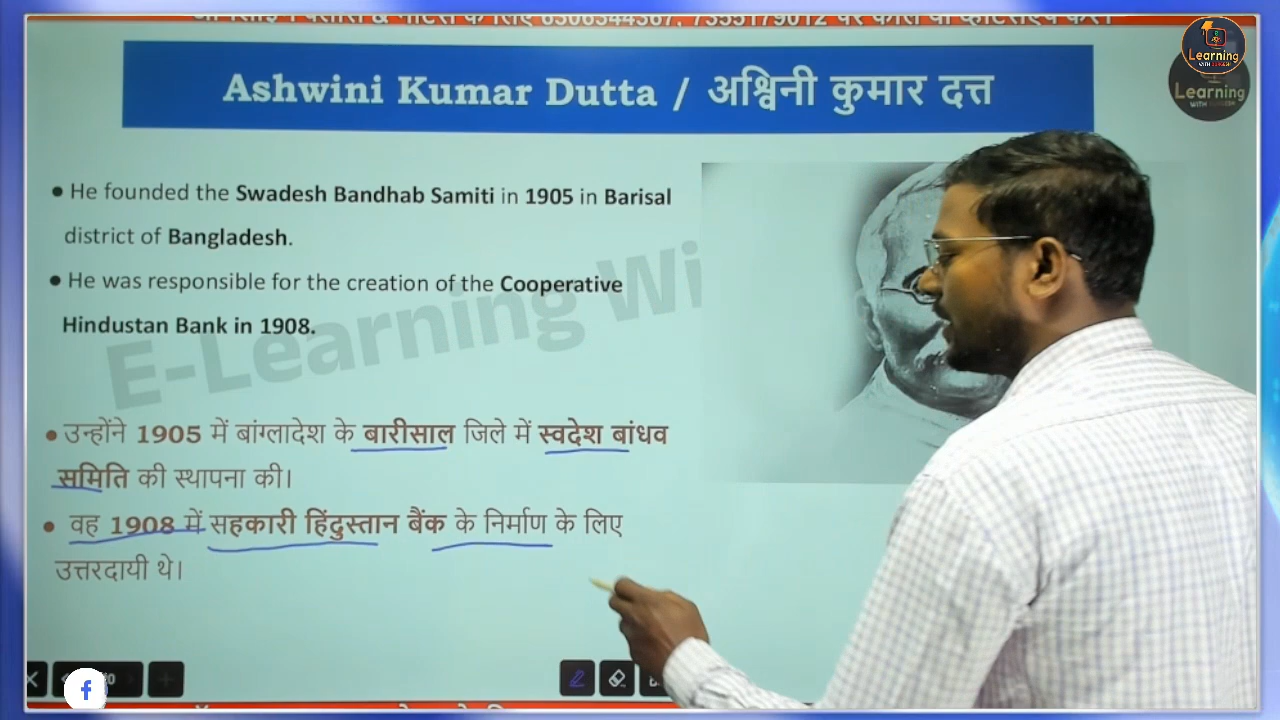 Ashwini Kumar Dutta / अश्विनी कुमार दत्त
Learning
Learning
• He founded the Swadesh Bandhab Samiti in 1905 in Barisal
district of Bangladesh.
• He was responsible for the creation of the Cooperative
Hindustan Bank in 1908.
E-Learning Wi
• उन्होंने 1905 में बांग्लादेश के बारीसाल जिले में स्वदेश बांधव
समिति की स्थापना की।
• वह 1908 में सहकारी हिंदुस्तान बैंक के निर्माण के लिए
उत्तरदायी थे।
f